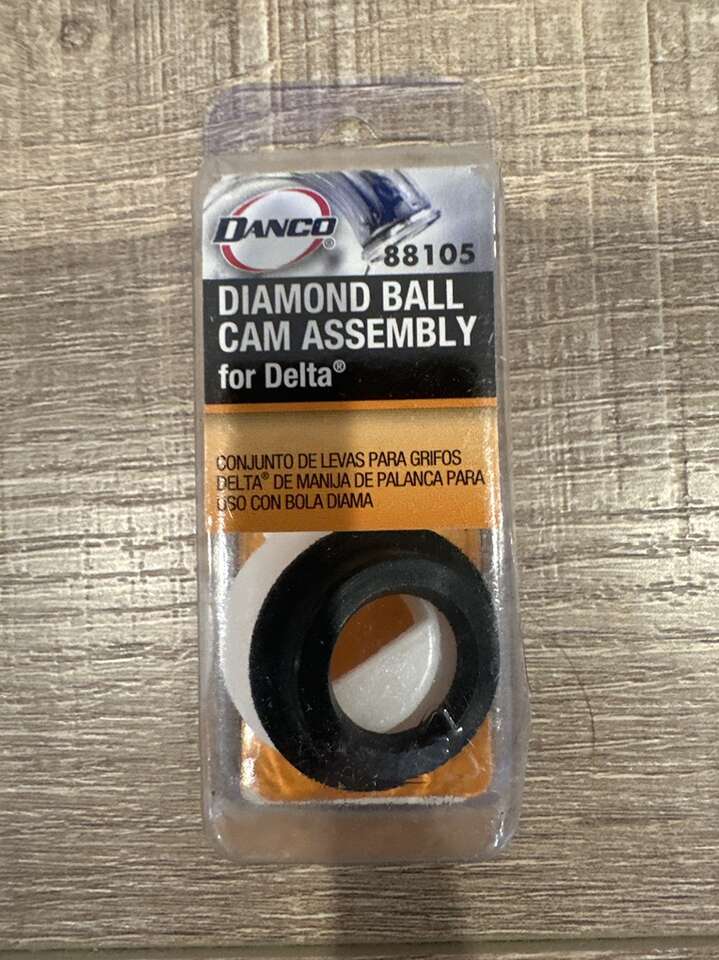 DANCO®
88105
DIAMOND BALL
CAM ASSEMBLY
for Delta®
CONJUNTO DE LEVAS PARA GRIFOS
DELTA® DE MANIJA DE PALANCA PARA
USO CON BOLA DIAMA